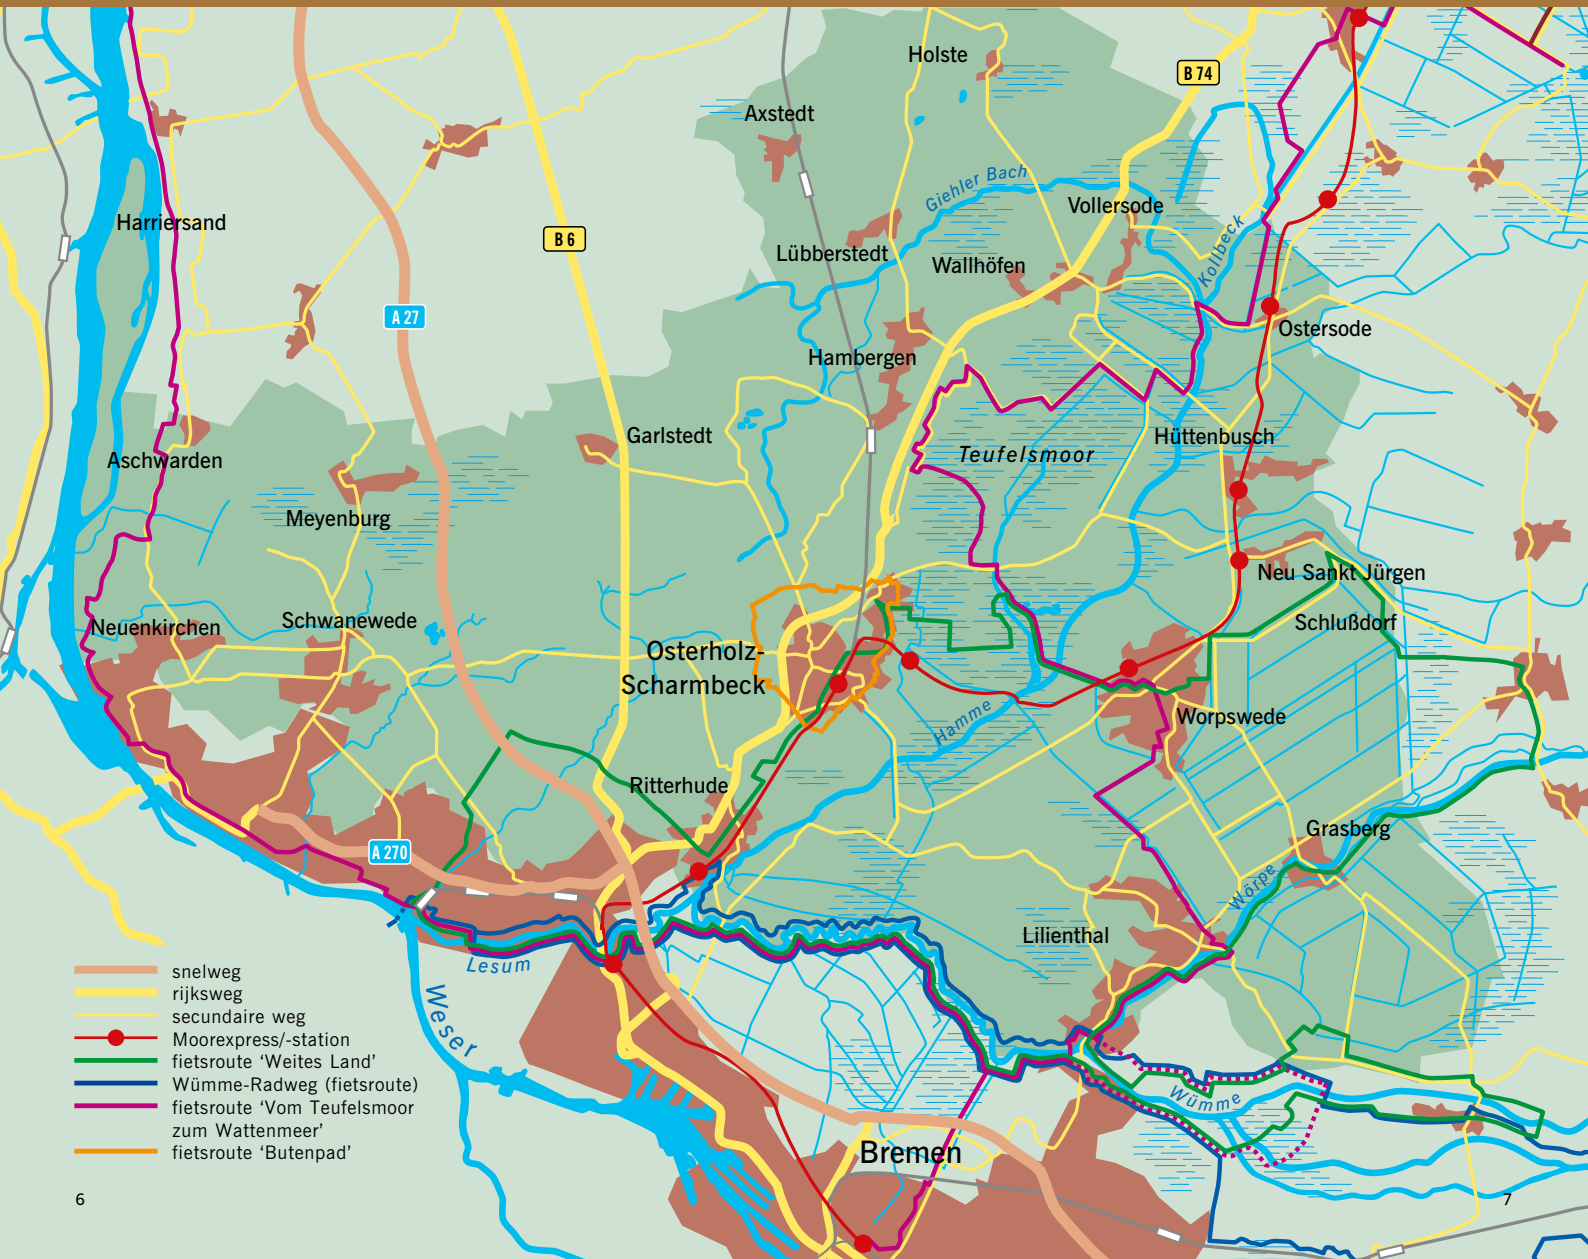 Holste
B 74
Axstedt
Giehler Bach
Vollersode
Harriersand
Kollbeck
B 6
Lübberstedt
Wallhöfen
A 27
Ostersode
Hambergen
Garlstedt
Hüttenbusch
Teufelsmoor
Aschwarden
Meyenburg
Neu Sankt Jürgen
Schwanewede
Schlußdorf
Neuenkirchen
Osterholz-
Scharmbeck
Hamme
Worpswede
Ritterhude
Grasberg
A 270
Wörpe
Lilienthal
Lesum
Weser
Wümme
Bremen
snelweg
rijksweg
secundaire weg
Moorexpress/-station
fietsroute ‘Weites Land’
Wümme-Radweg (fietsroute)
fietsroute ‘Vom Teufelsmoor
zum Wattenmeer’
fietsroute ‘Butenpad’
6
7